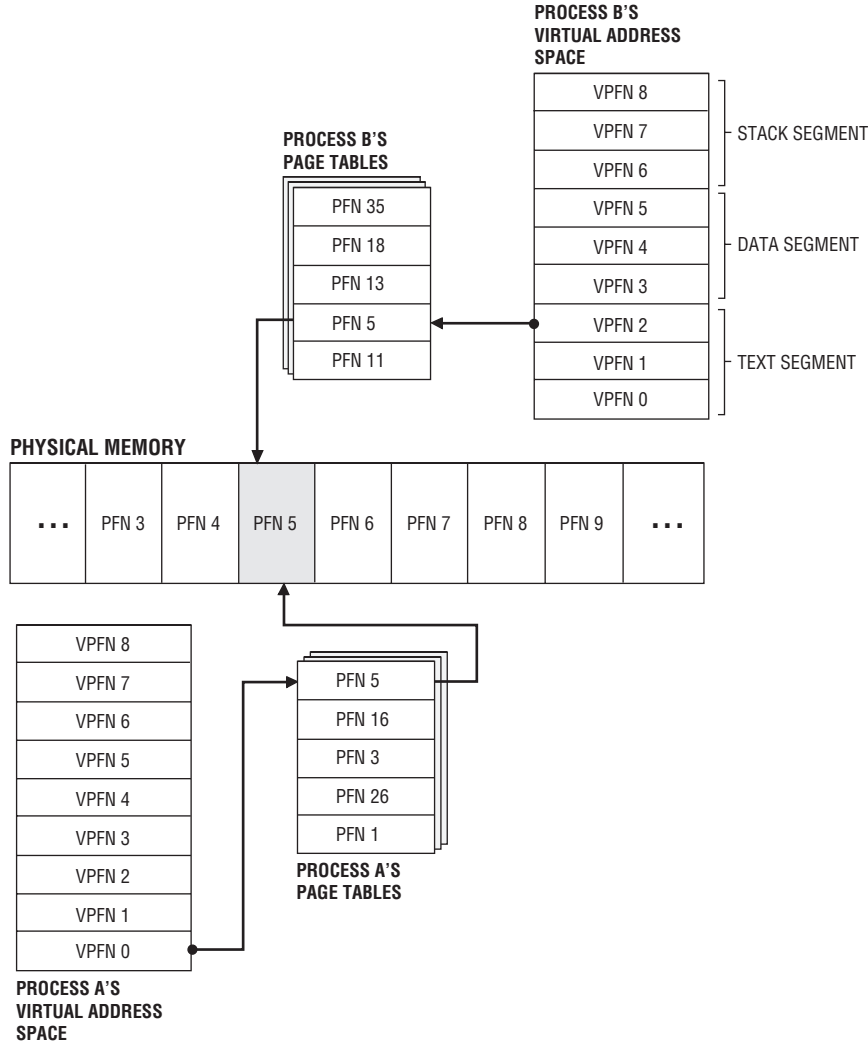 PROCESS B'S
VIRTUAL ADDRESS
SPACE
VPFN 8
VPFN 7
VPFN 6
VPFN 5
VPFN 4
VPFN 3
VPFN 2
VPFN 1
VPFN 0
STACK SEGMENT
DATA SEGMENT
TEXT SEGMENT
PROCESS B'S
PAGE TABLES
PFN 35
PFN 18
PFN 13
PFN 5
PFN 11
PHYSICAL MEMORY
... PFN 3 PFN 4 PFN 5 PFN 6 PFN 7 PFN 8 PFN 9 ...
VPFN 8
VPFN 7
VPFN 6
VPFN 5
VPFN 4
VPFN 3
VPFN 2
VPFN 1
VPFN 0
PROCESS A'S
VIRTUAL ADDRESS
SPACE
PFN 5
PFN 16
PFN 3
PFN 26
PFN 1
PROCESS A'S
PAGE TABLES